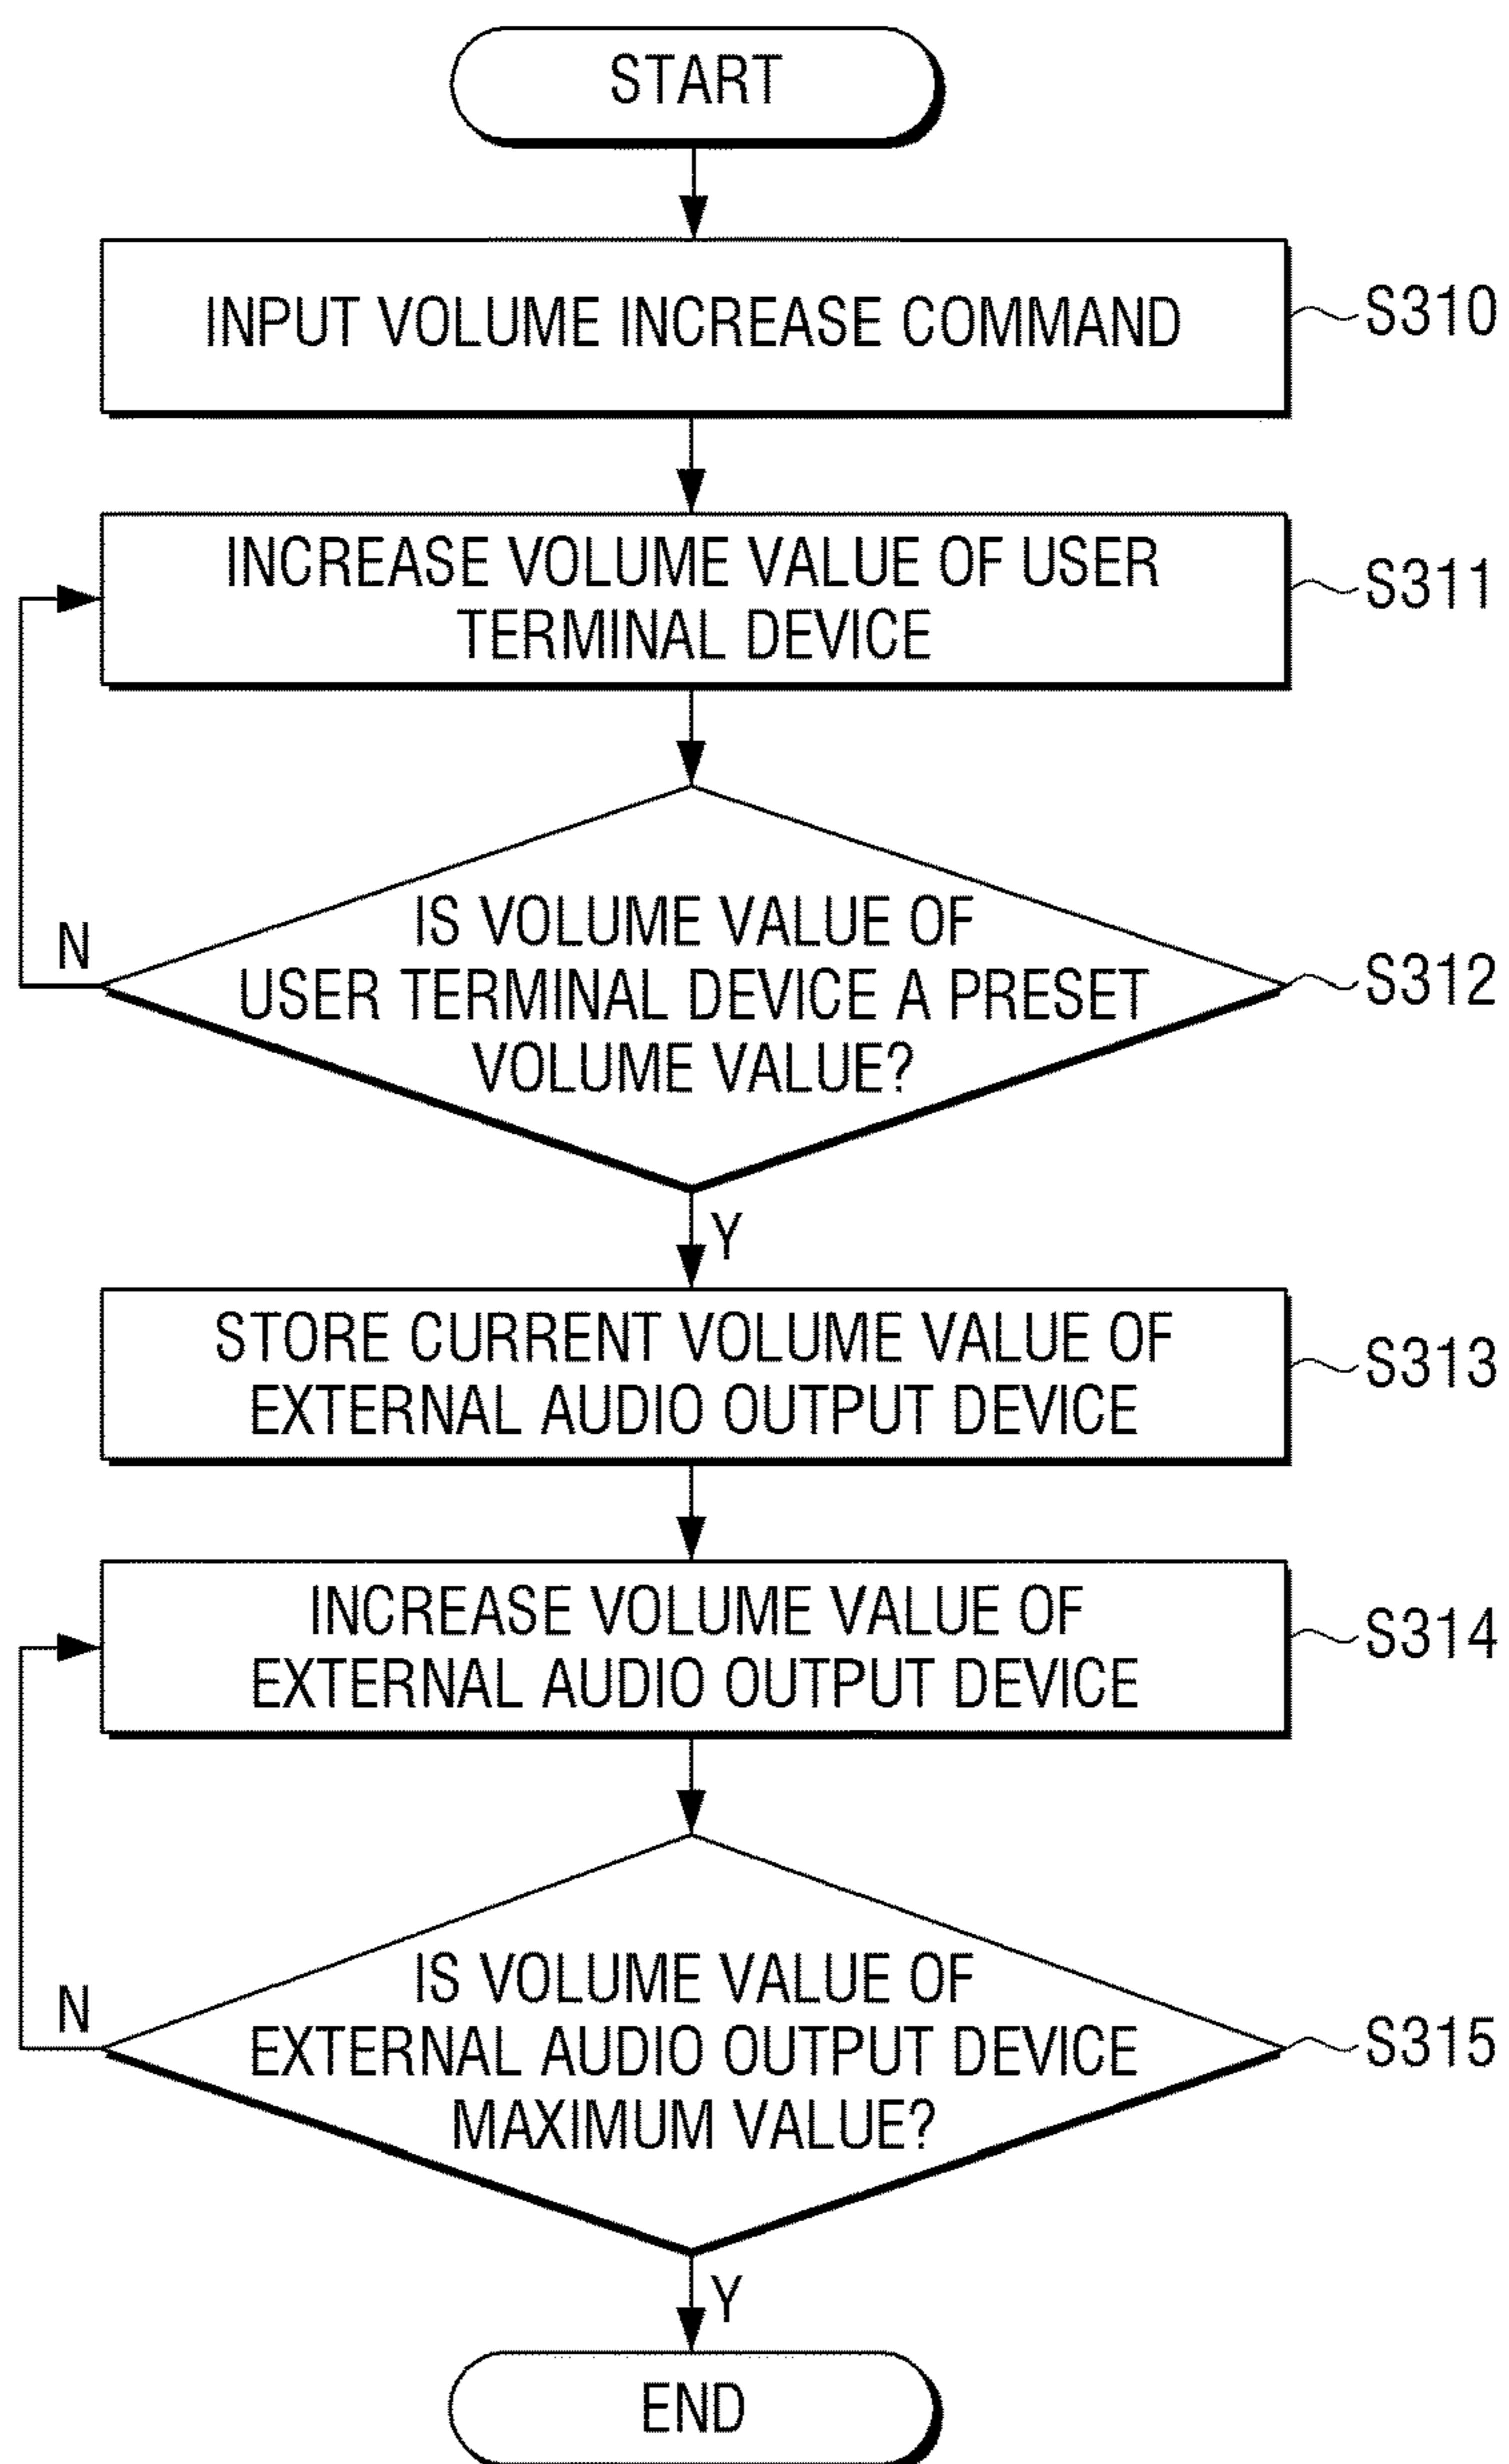 START
INPUT VOLUME INCREASE COMMAND
S310
INCREASE VOLUME VALUE OF USER
TERMINAL DEVICE
S311
IS VOLUME VALUE OF
USER TERMINAL DEVICE A PRESET
VOLUME VALUE?
S312
N
Y
STORE CURRENT VOLUME VALUE OF
EXTERNAL AUDIO OUTPUT DEVICE
S313
INCREASE VOLUME VALUE OF
EXTERNAL AUDIO OUTPUT DEVICE
S314
IS VOLUME VALUE OF
EXTERNAL AUDIO OUTPUT DEVICE
MAXIMUM VALUE?
S315
N
Y
END